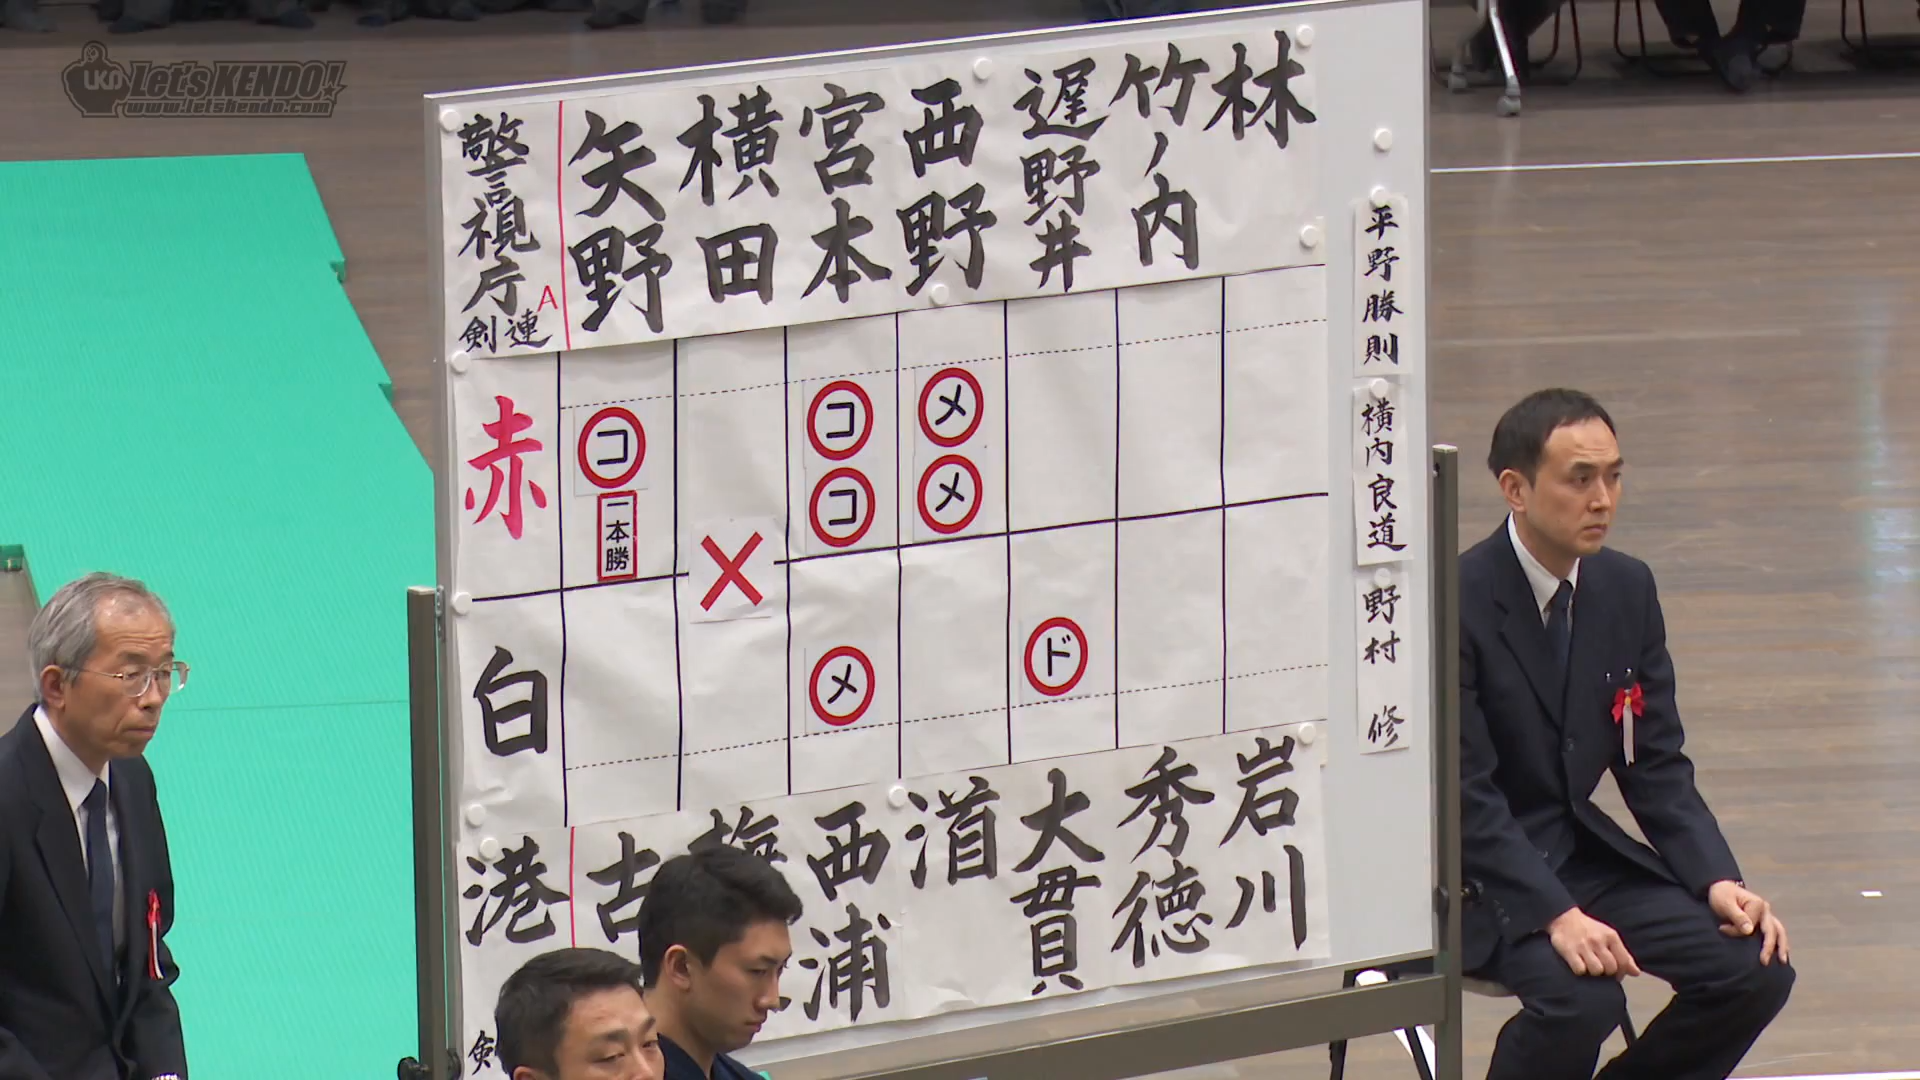 UKD Let'sKENDO!
www.letskendo.com
警視庁
剣連
A
矢野
横田
宮本
西野
遅野井
竹ノ内
林
赤
コ
一本勝
コ
コ
メ
メ
白
メ
ド
港
剣
古
西浦
道
大貫
秀徳
岩川
平野勝則
横内良道
野村修